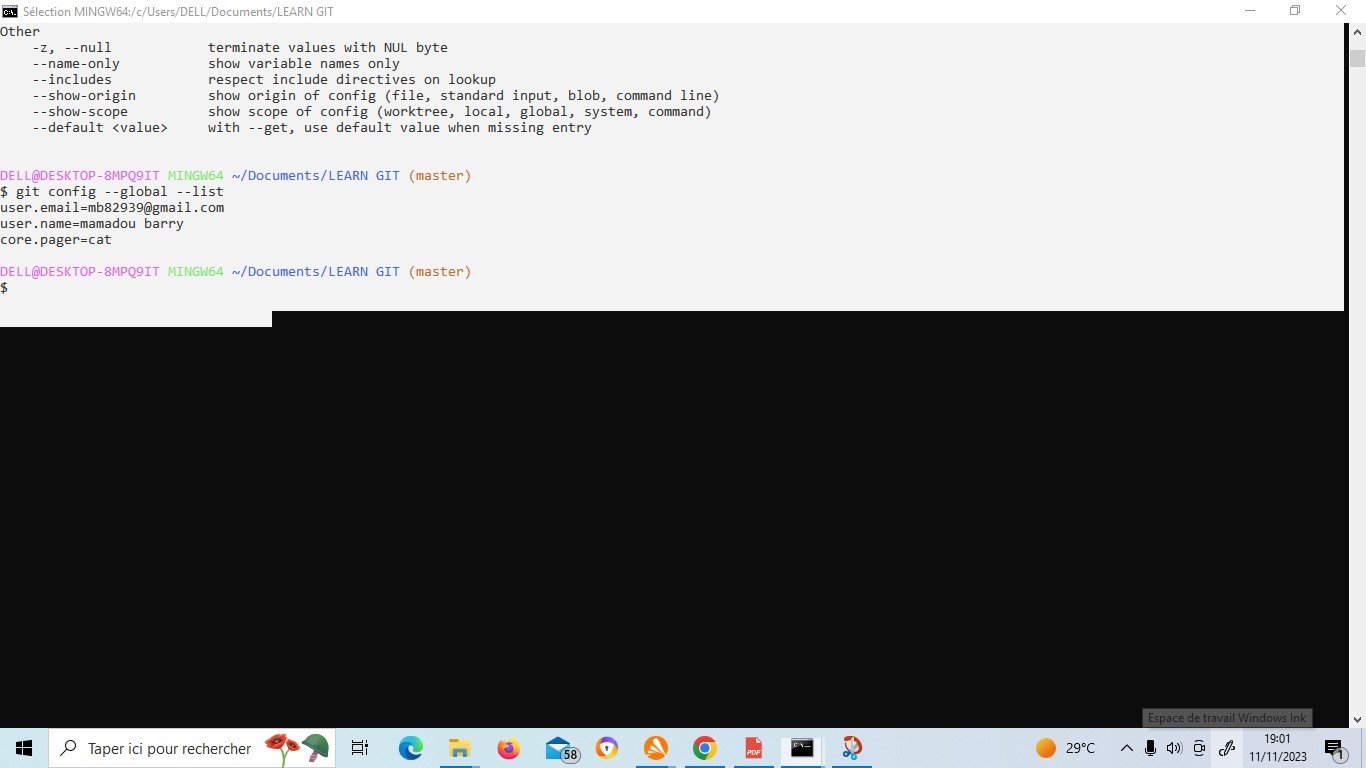 Sélection MINGW64:/c/Users/DELL/Documents/LEARN GIT
Other
    -z, --null            terminate values with NUL byte
    --name-only           show variable names only
    --includes            respect include directives on lookup
    --show-origin         show origin of config (file, standard input, blob, command line)
    --show-scope          show scope of config (worktree, local, global, system, command)
    --default <value>     with --get, use default value when missing entry
DELL@DESKTOP-8MPQ9IT MINGW64 ~/Documents/LEARN GIT (master)
$ git config --global --list
user.email=mb82939@gmail.com
user.name=mamadou barry
core.pager=cat
DELL@DESKTOP-8MPQ9IT MINGW64 ~/Documents/LEARN GIT (master)
$
Espace de travail Windows Ink
Taper ici pour rechercher
58
PDF
29°C
19:01
11/11/2023
1